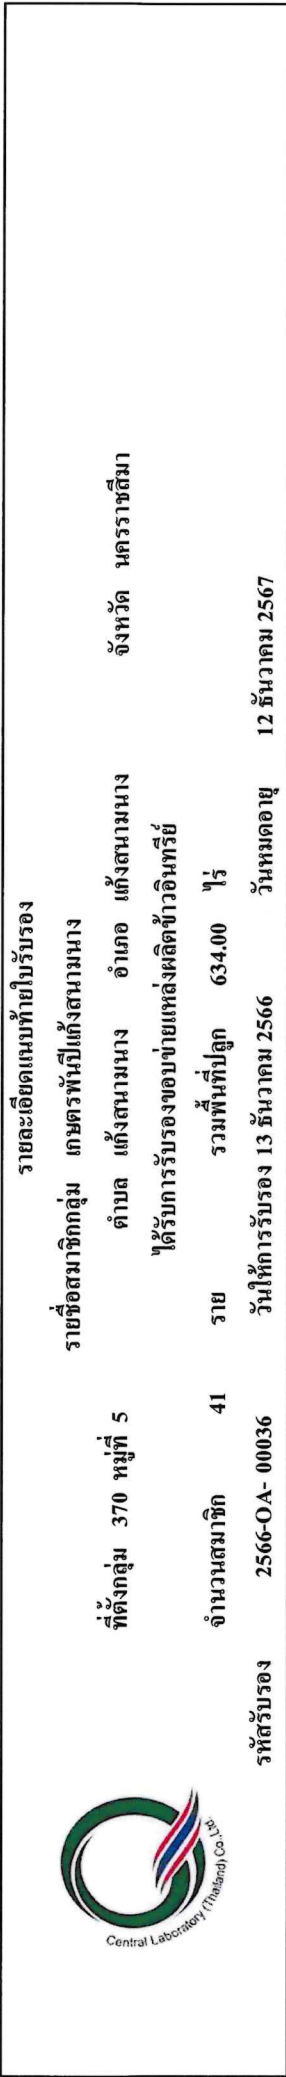 รายละเอียดแนบท้ายใบรับรอง
รายชื่อสมาชิกกลุ่ม เกษตรพันปีแก้งสนามนาง
ที่ตั้งกลุ่ม 370 หมู่ที่ 5 ตำบล แก้งสนามนาง อำเภอ แก้งสนามนาง จังหวัด นครราชสีมา
ได้รับการรับรองขอบข่ายแหล่งผลิตข้าวอินทรีย์
จำนวนสมาชิก 41 ราย รวมพื้นที่ปลูก 634.00 ไร่
รหัสรับรอง 2566-OA- 00036 วันให้การรับรอง 13 ธันวาคม 2566 วันหมดอายุ 12 ธันวาคม 2567
Central Laboratory (Thailand) Co.,Ltd.